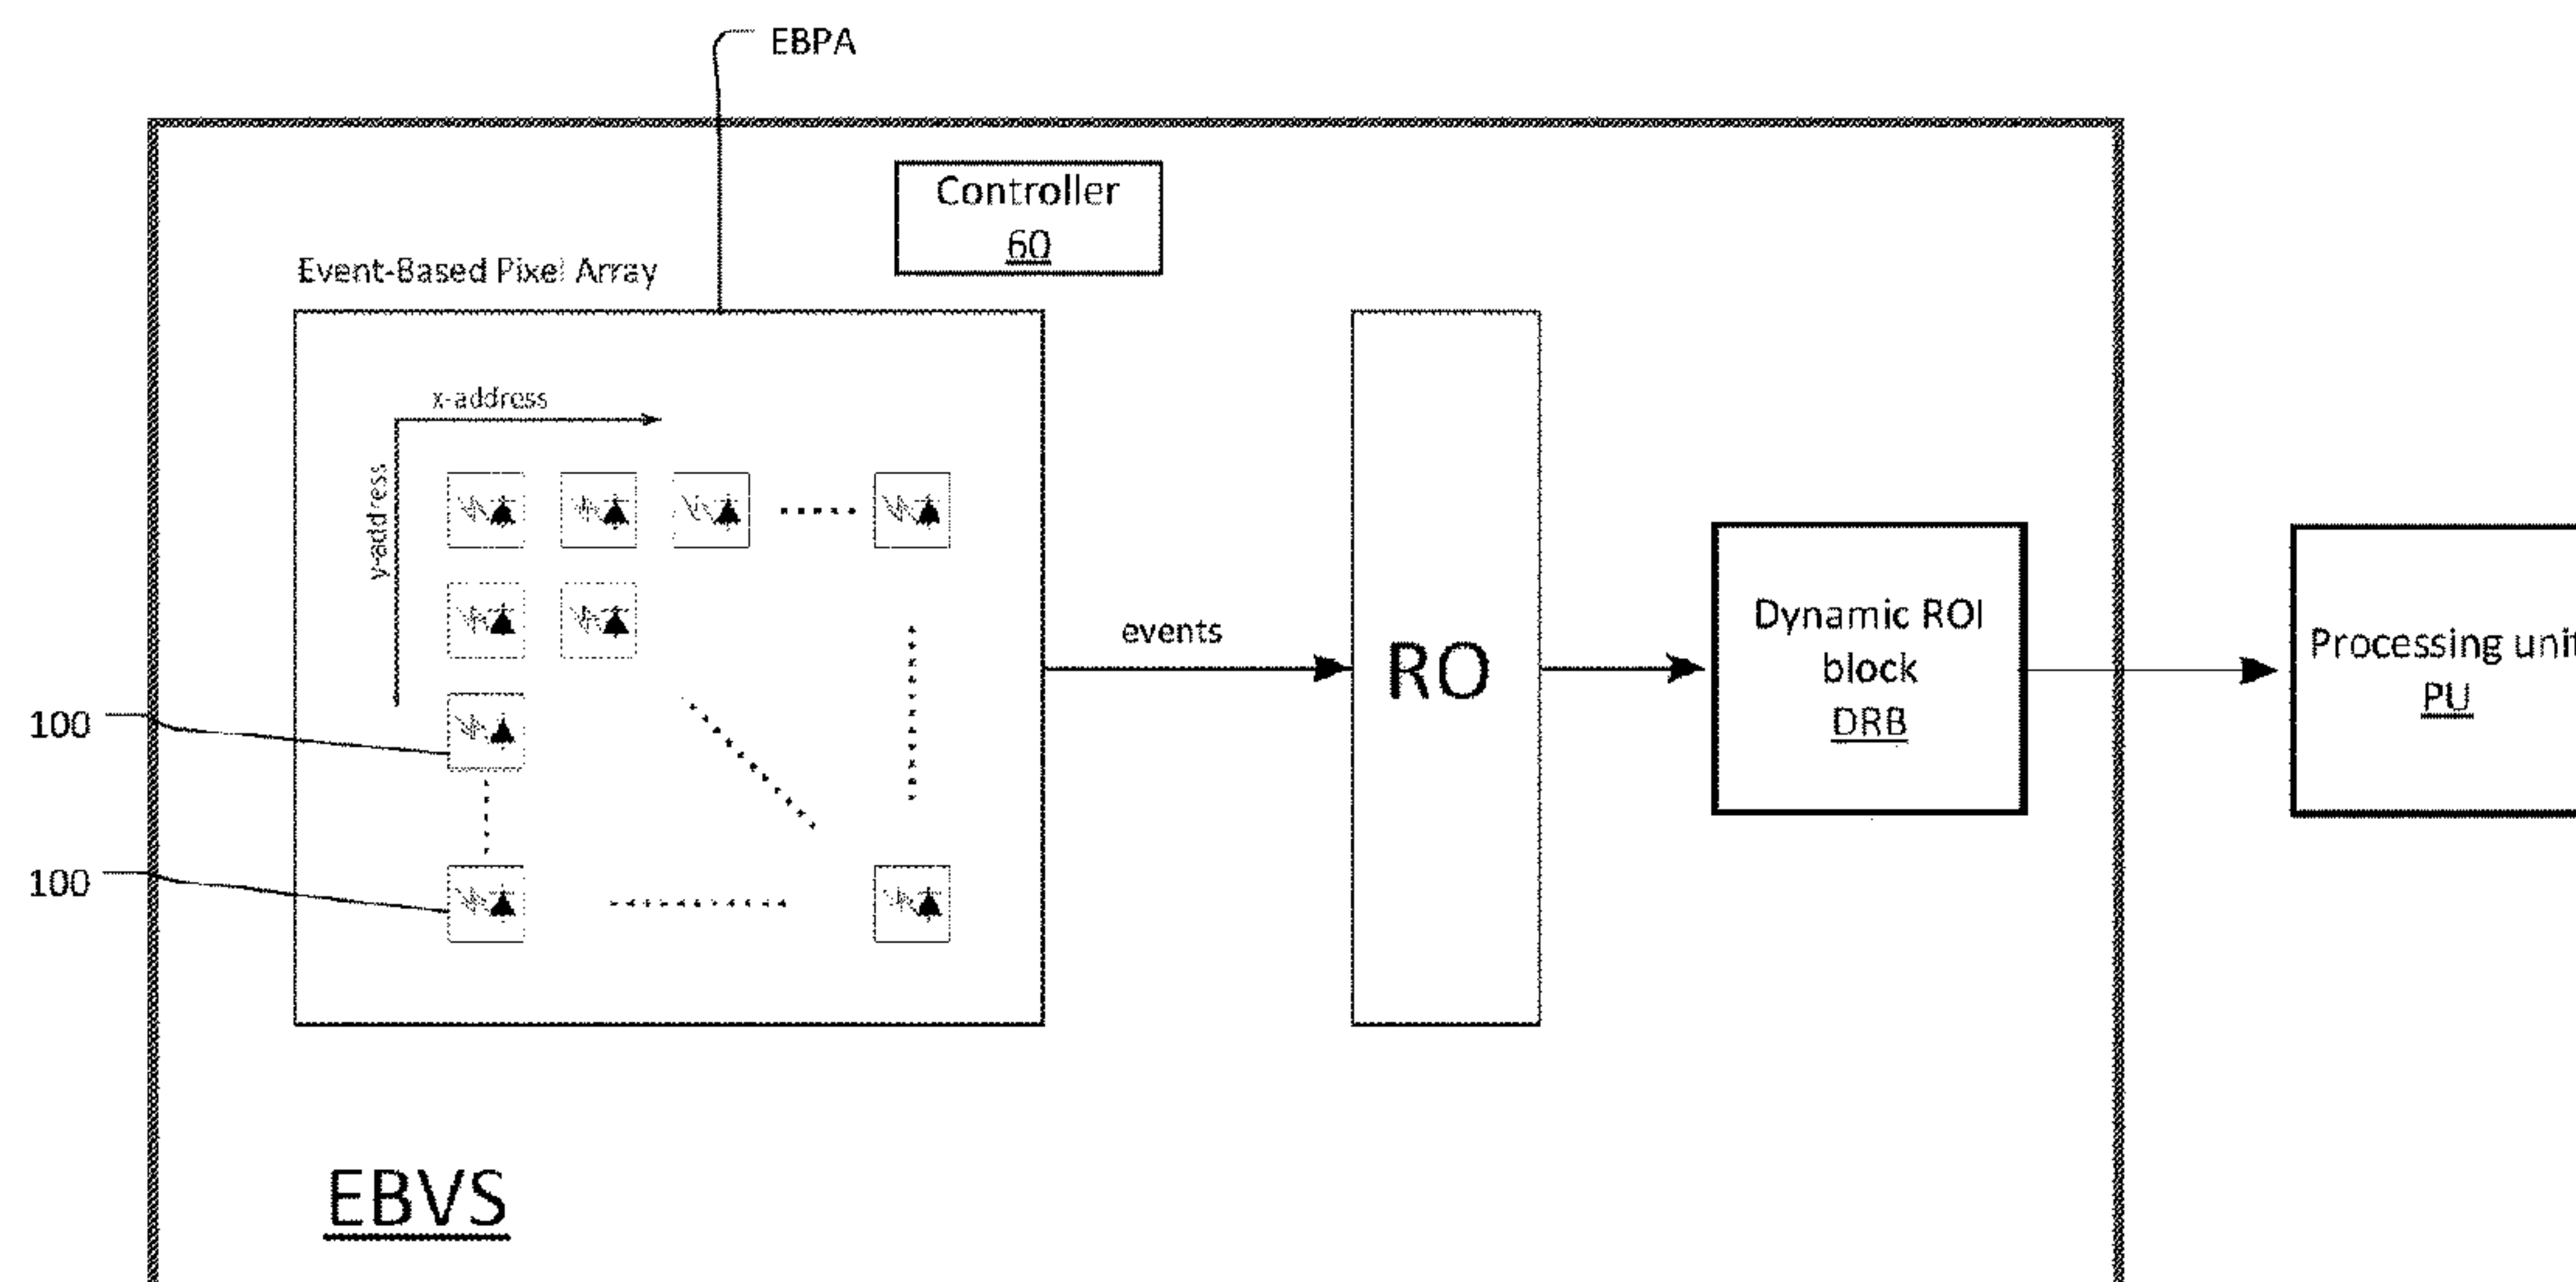 EBPA
Controller
60
Event-Based Pixel Array
x-address
y-address
events
RO
Dynamic ROI
block
DRB
Processing unit
PU
100
100
EBVS